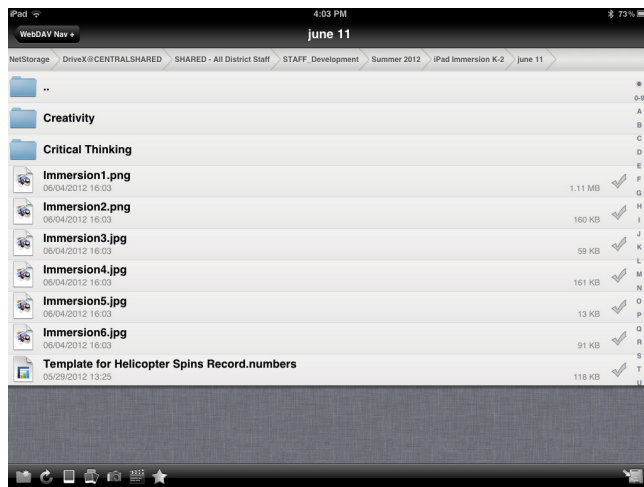 iPad 4:03 PM 73%
WebDAV Nav + june 11
NetStorage DriveX@CENTRALSHARED SHARED - All District Staff STAFF_Development Summer 2012 iPad Immersion K-2 june 11
..
Creativity
Critical Thinking
Immersion1.png
06/04/2012 16:03 1.11 MB
Immersion2.png
06/04/2012 16:03 160 KB
Immersion3.jpg
06/04/2012 16:03 59 KB
Immersion4.jpg
06/04/2012 16:03 161 KB
Immersion5.jpg
06/04/2012 16:03 13 KB
Immersion6.jpg
06/04/2012 16:03 91 KB
Template for Helicopter Spins Record.numbers
05/29/2012 13:25 118 KB
0-9
A
B
C
D
E
F
G
H
I
J
K
L
M
N
O
P
Q
R
S
T
U